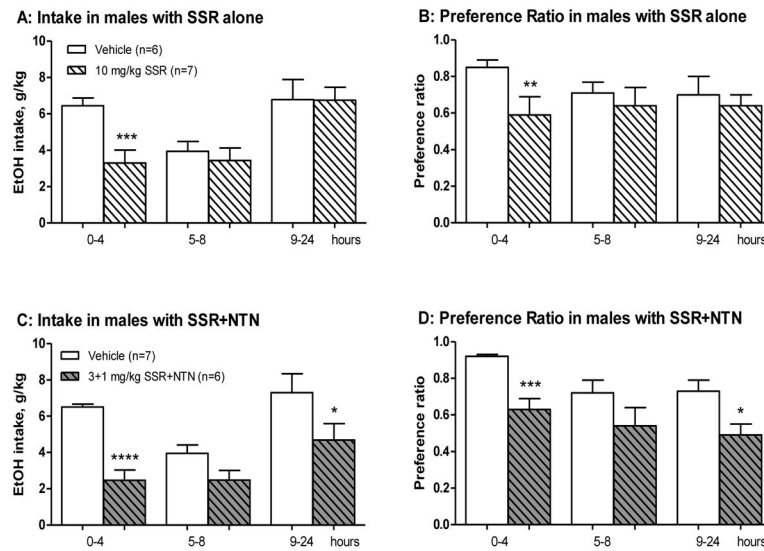 A: Intake in males with SSR alone
EtOH intake, g/kg
10
8
6
4
2
0
Vehicle (n=6)
10 mg/kg SSR (n=7)
***
0-4
5-8
9-24
hours
B: Preference Ratio in males with SSR alone
Preference ratio
1.0
0.8
0.6
0.4
0.2
0.0
**
0-4
5-8
9-24
hours
C: Intake in males with SSR+NTN
EtOH intake, g/kg
10
8
6
4
2
0
Vehicle (n=7)
3+1 mg/kg SSR+NTN (n=6)
****
*
0-4
5-8
9-24
hours
D: Preference Ratio in males with SSR+NTN
Preference ratio
1.0
0.8
0.6
0.4
0.2
0.0
***
*
0-4
5-8
9-24
hours